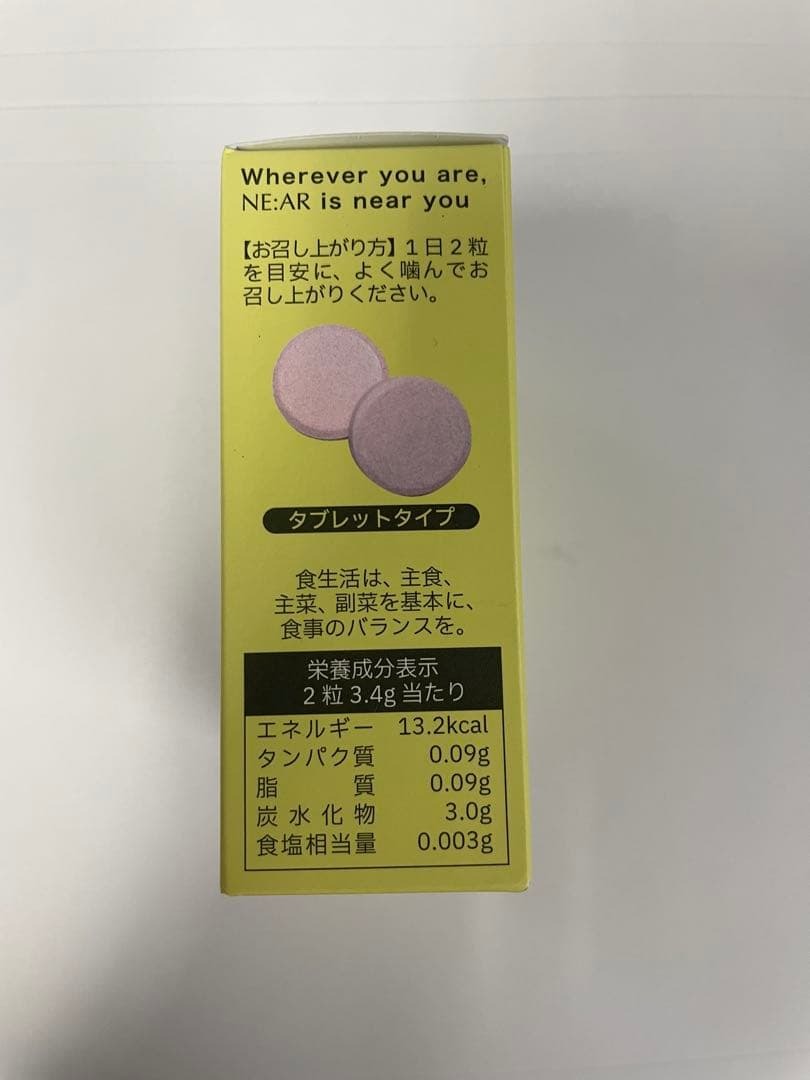 Wherever you are,
NE:AR is near you
【お召し上がり方】1日2粒
を目安に、よく噛んでお
召し上がりください。
タブレットタイプ
食生活は、主食、
主菜、副菜を基本に、
食事のバランスを。
栄養成分表示
2粒3.4g当たり
エネルギー 13.2kcal
タンパク質 0.09g
脂質 0.09g
炭水化物 3.0g
食塩相当量 0.003g